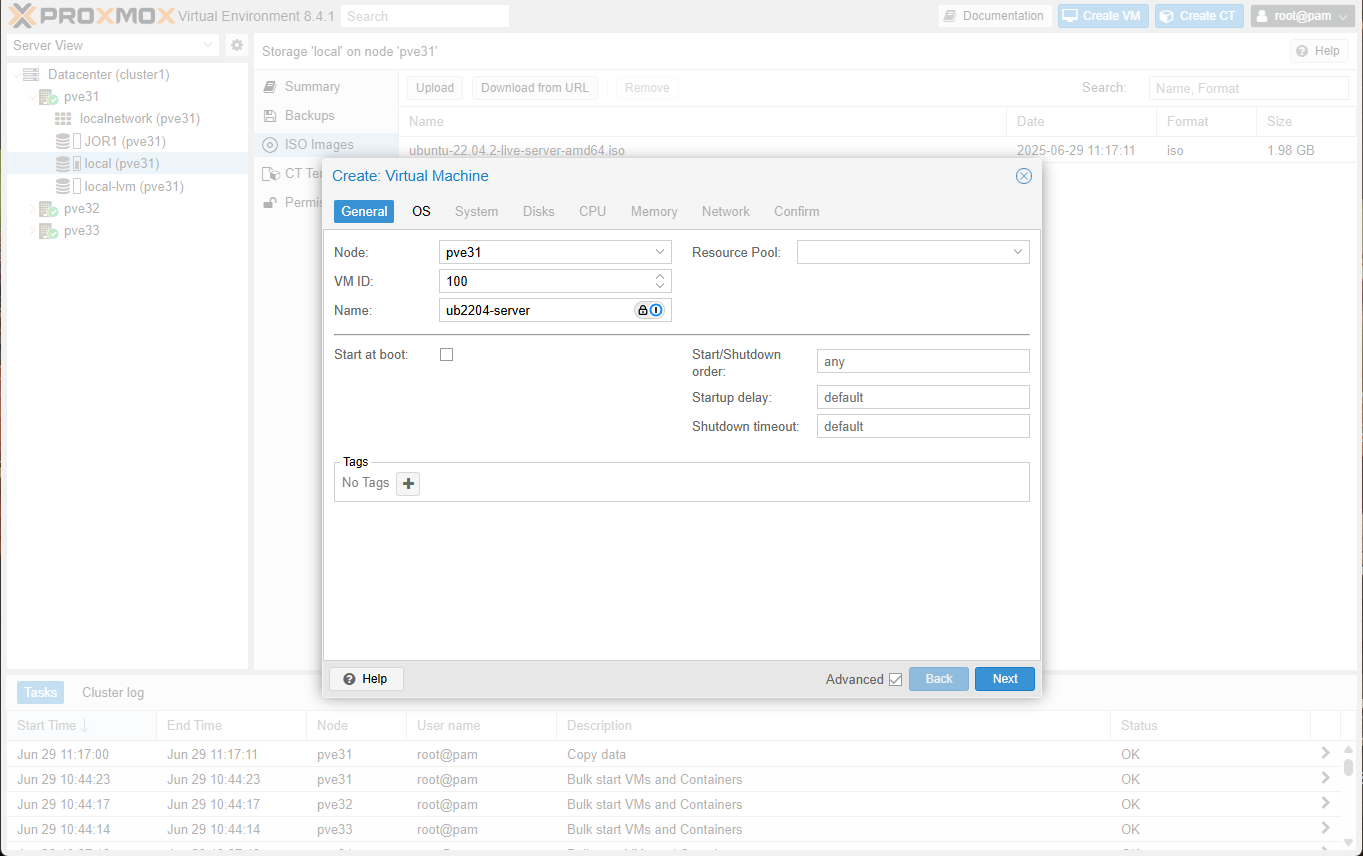 PROXMOX Virtual Environment 8.4.1 Search Documentation Create VM Create CT root@pam
Server View
Storage 'local' on node 'pve31' Help
Datacenter (cluster1)
pve31
localnetwork (pve31)
JOR1 (pve31)
local (pve31)
local-lvm (pve31)
pve32
pve33
Summary
Backups
ISO Images
CT Te
Permis
Upload Download from URL Remove Search: Name, Format
Name Date Format Size
ubuntu-22.04.2-live-server-amd64.iso 2025-06-29 11:17:11 iso 1.98 GB
Create: Virtual Machine
General OS System Disks CPU Memory Network Confirm
Node: pve31 Resource Pool:
VM ID: 100
Name: ub2204-server
Start at boot: Start/Shutdown order: any
Startup delay: default
Shutdown timeout: default
Tags
No Tags
Help Advanced Back Next
Tasks Cluster log
Start Time End Time Node User name Description Status
Jun 29 11:17:00 Jun 29 11:17:11 pve31 root@pam Copy data OK
Jun 29 10:44:23 Jun 29 10:44:23 pve31 root@pam Bulk start VMs and Containers OK
Jun 29 10:44:17 Jun 29 10:44:17 pve32 root@pam Bulk start VMs and Containers OK
Jun 29 10:44:14 Jun 29 10:44:14 pve33 root@pam Bulk start VMs and Containers OK